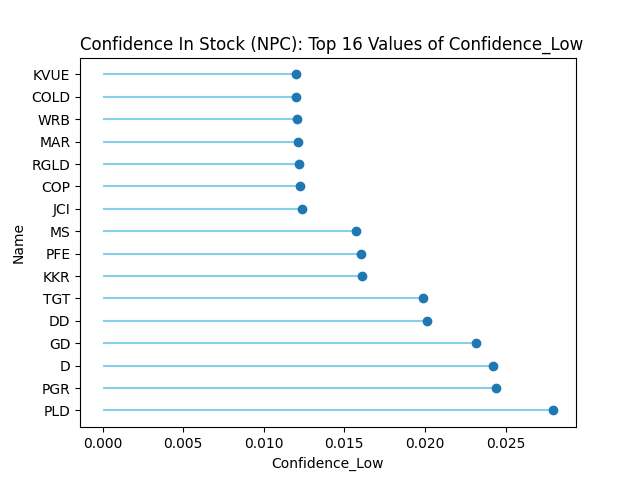 Confidence In Stock (NPC): Top 16 Values of Confidence_Low
KVUE
COLD
WRB
MAR
RGLD
COP
JCI
MS
PFE
KKR
TGT
DD
GD
D
PGR
PLD
Name
0.000 0.005 0.010 0.015 0.020 0.025
Confidence_Low